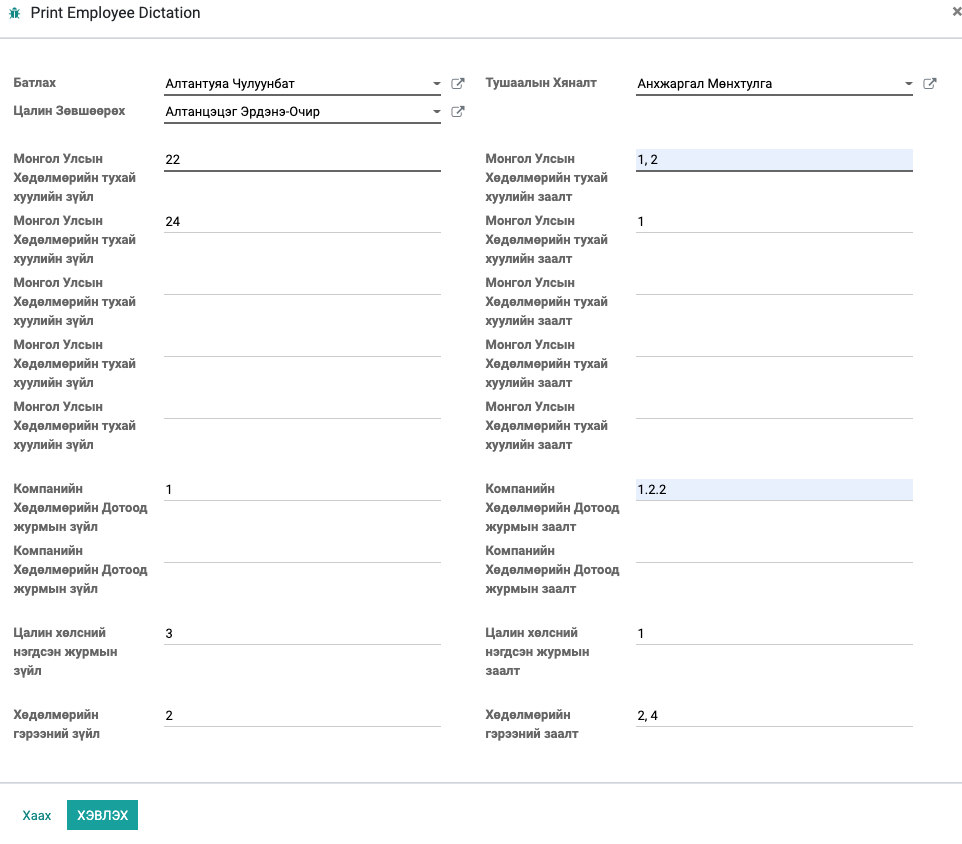 Print Employee Dictation
Батлах
Алтантуяа Чулуунбат
Тушаалын Хяналт
Анхжаргал Мөнхтулга
Цалин Зөвшөөрөх
Алтанцэцэг Эрдэнэ-Очир
Монгол Улсын
Хөдөлмөрийн тухай
хуулийн зүйл
22
Монгол Улсын
Хөдөлмөрийн тухай
хуулийн заалт
1, 2
Монгол Улсын
Хөдөлмөрийн тухай
хуулийн зүйл
24
Монгол Улсын
Хөдөлмөрийн тухай
хуулийн заалт
1
Монгол Улсын
Хөдөлмөрийн тухай
хуулийн зүйл
Монгол Улсын
Хөдөлмөрийн тухай
хуулийн заалт
Монгол Улсын
Хөдөлмөрийн тухай
хуулийн зүйл
Монгол Улсын
Хөдөлмөрийн тухай
хуулийн заалт
Монгол Улсын
Хөдөлмөрийн тухай
хуулийн зүйл
Монгол Улсын
Хөдөлмөрийн тухай
хуулийн заалт
Компанийн
Хөдөлмөрийн Дотоод
журмын зүйл
1
Компанийн
Хөдөлмөрийн Дотоод
журмын заалт
1.2.2
Компанийн
Хөдөлмөрийн Дотоод
журмын зүйл
Компанийн
Хөдөлмөрийн Дотоод
журмын заалт
Цалин хөлсний
нэгдсэн журмын
зүйл
3
Цалин хөлсний
нэгдсэн журмын
заалт
1
Хөдөлмөрийн
гэрээний зүйл
2
Хөдөлмөрийн
гэрээний заалт
2, 4
Хаах
ХЭВЛЭХ